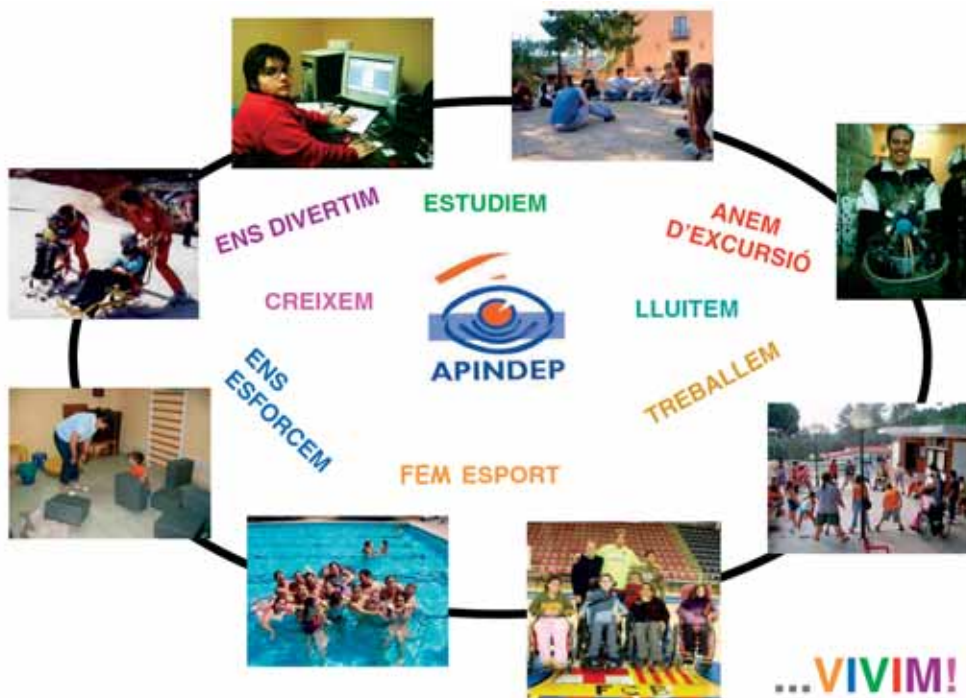 ENS DIVERTIM
ESTUDIEM
ANEM
D'EXCURSIÓ
CREIXEM
LLUITEM
APINDEP
ENS
ESFORCEM
TREBALLEM
FEM ESPORT
F C B
...VIVIM!